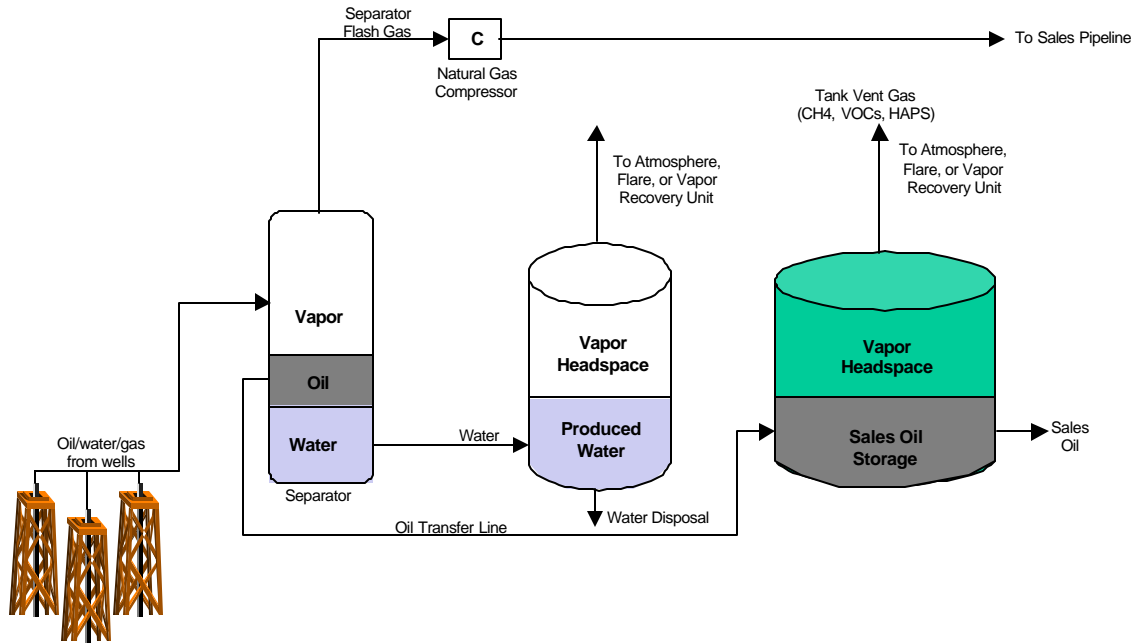 Separator
Flash Gas
C
To Sales Pipeline
Natural Gas
Compressor
Tank Vent Gas
(CH4, VOCs, HAPS)
To Atmosphere,
Flare, or Vapor
Recovery Unit
To Atmosphere,
Flare, or Vapor
Recovery Unit
Vapor
Vapor
Headspace
Vapor
Headspace
Oil
Oil/water/gas
from wells
Water
Water
Produced
Water
Sales Oil
Storage
Sales
Oil
Separator
Water Disposal
Oil Transfer Line